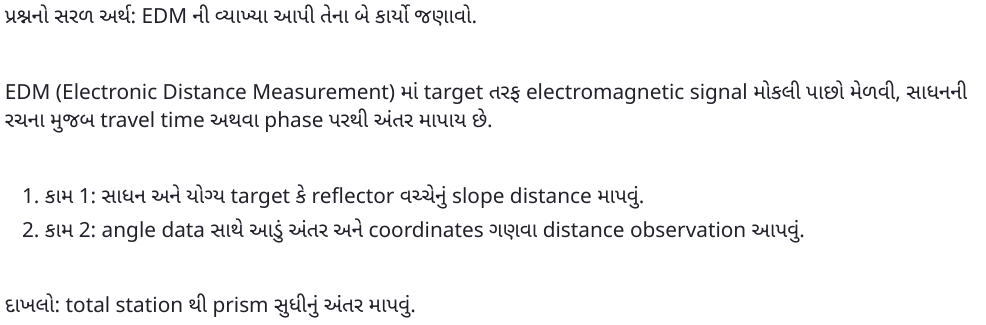 પ્રશ્નનો સરળ અર્થ: EDM ની વ્યાખ્યા આપી તેના બે કાર્યો જણાવો.
EDM (Electronic Distance Measurement) માં target તરફ electromagnetic signal મોકલી પાછો મેળવી, સાધનની
રચના મુજબ travel time અથવા phase પરથી અંતર માપાય છે.
1. કામ 1: સાધન અને યોગ્ય target કે reflector વચ્ચેનું slope distance માપવું.
2. કામ 2: angle data સાથે આડું અંતર અને coordinates ગણવા distance observation આપવું.
દાખલો: total station થી prism સુધીનું અંતર માપવું.